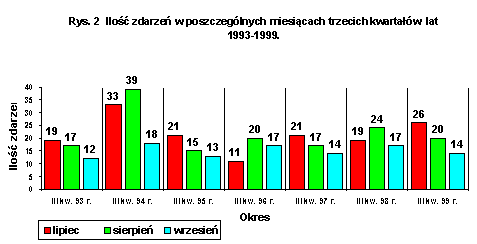 Rys. 2 Ilość zdarzeń w poszczególnych miesiącach trzecich kwartałów lat
1993-1999.
Ilość zdarzeń
40
35
30
25
20
15
10
5
0
19 17 12
33 39 18
21 15 13
11 20 17
21 17 14
19 24 17
26 20 14
III kw. 93 r. III kw. 94 r. III kw. 95 r. III kw. 96 r. III kw. 97 r. III kw. 98 r. III kw. 99 r.
Okres
lipiec sierpień wrzesień